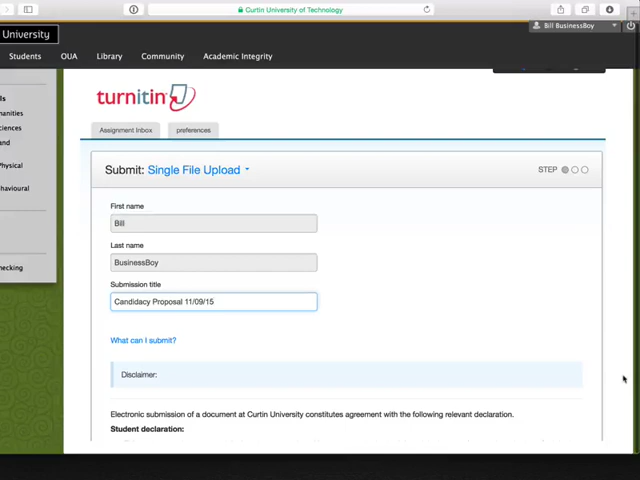 Curtin University of Technology
University
Bill BusinessBoy
Students
OUA
Library
Community
Academic Integrity
ls
manities
ciences
and
Physical
ehavioural
hecking
turnitin
Assignment Inbox
preferences
Submit: Single File Upload
STEP
First name
Bill
Last name
BusinessBoy
Submission title
Candidacy Proposal 11/09/15
What can I submit?
Disclaimer:
Electronic submission of a document at Curtin University constitutes agreement with the following relevant declaration.
Student declaration: